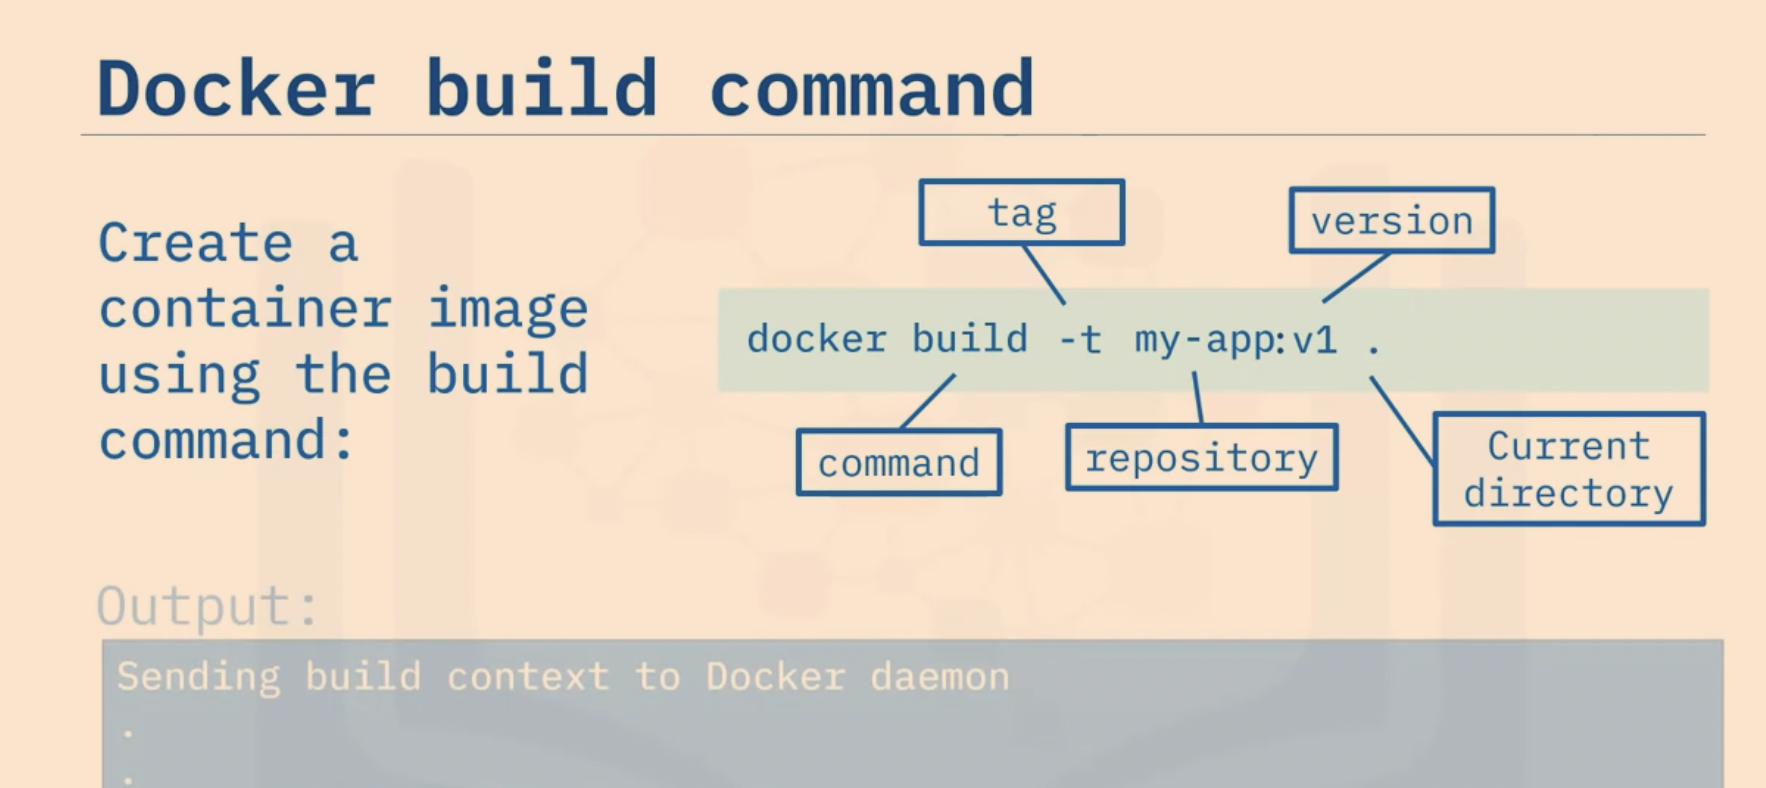 Docker build command
Create a
container image
using the build
command:
tag
version
docker build -t my-app:v1 .
command
repository
Current
directory
Output:
Sending build context to Docker daemon
.
.